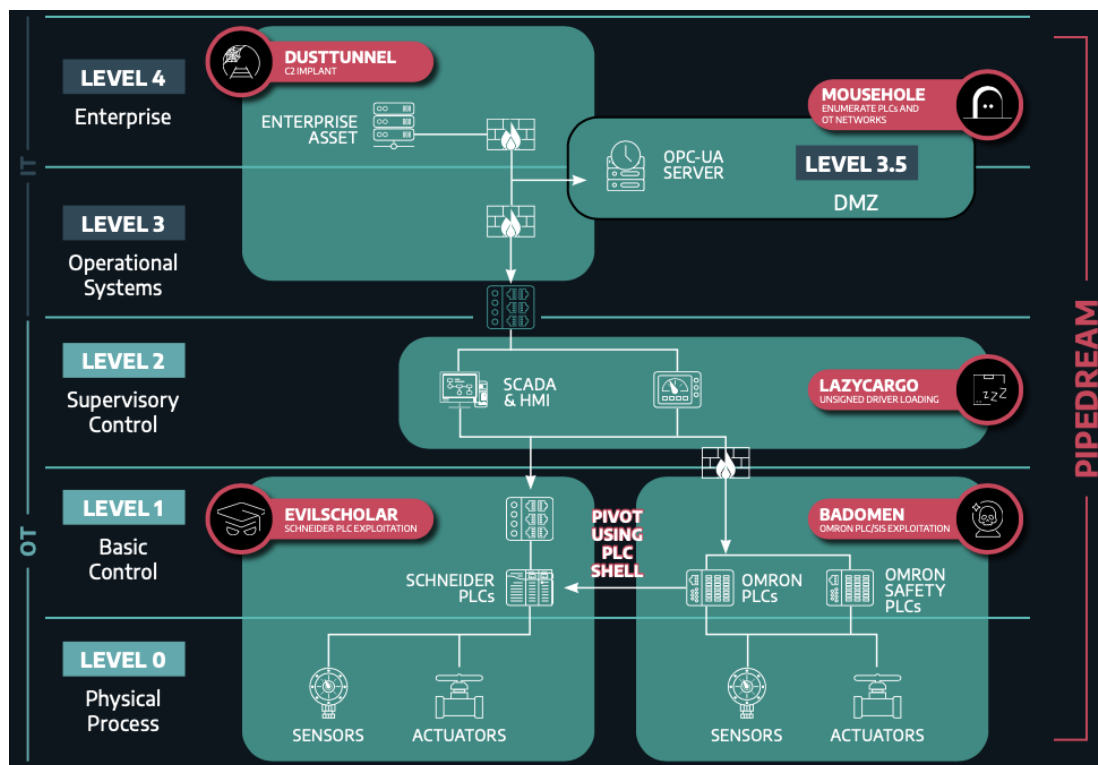 LEVEL 4
Enterprise
DUSTTUNNEL
C2 IMPLANT
ENTERPRISE
ASSET
MOUSEHOLE
ENUMERATE PLCs AND
OT NETWORKS
OPC-UA
SERVER
LEVEL 3.5
DMZ
IT
LEVEL 3
Operational
Systems
LEVEL 2
Supervisory
Control
SCADA
& HMI
LAZYCARGO
UNSIGNED DRIVER LOADING
zzZ
PIPEDREAM
OT
LEVEL 1
Basic
Control
EVILSCHOLAR
SCHNEIDER PLC EXPLOITATION
PIVOT
USING
PLC
SHELL
BADOMEN
OMRON PLC/SIS EXPLOITATION
SCHNEIDER
PLCs
OMRON
PLCs
OMRON
SAFETY
PLCs
LEVEL 0
Physical
Process
SENSORS
ACTUATORS
SENSORS
ACTUATORS